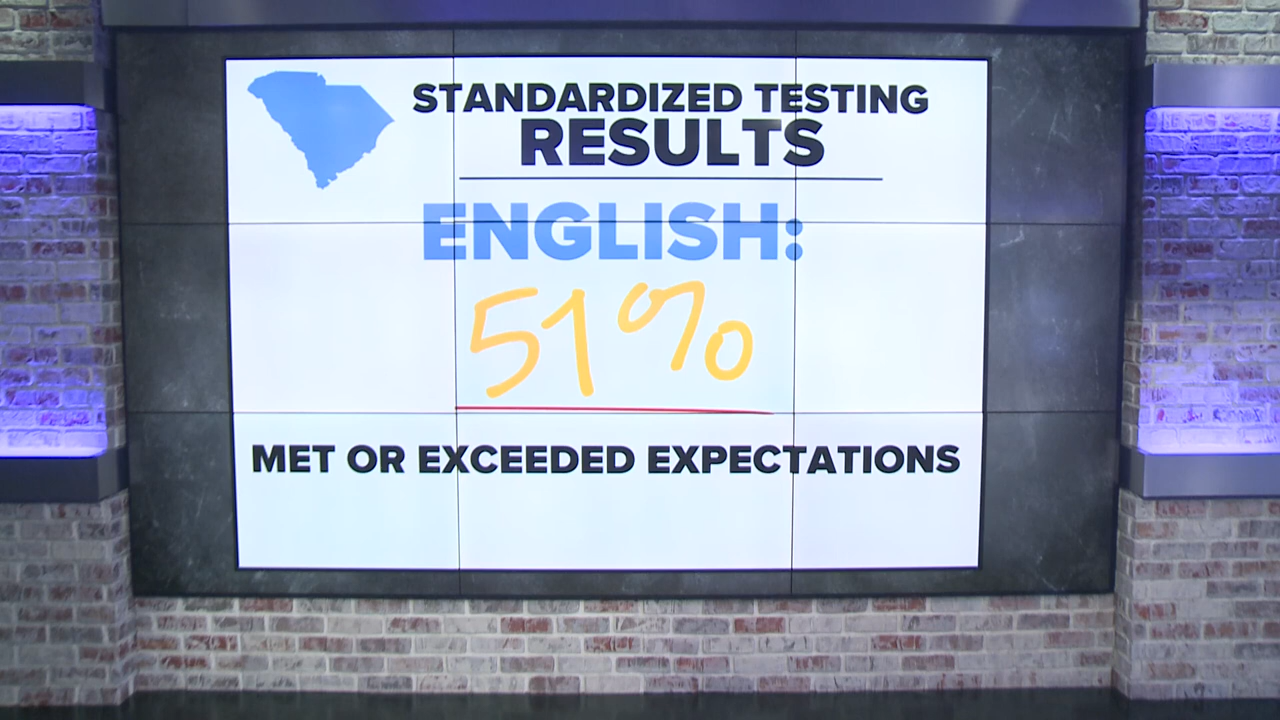 STANDARDIZED TESTING
RESULTS
ENGLISH:
51%
MET OR EXCEEDED EXPECTATIONS